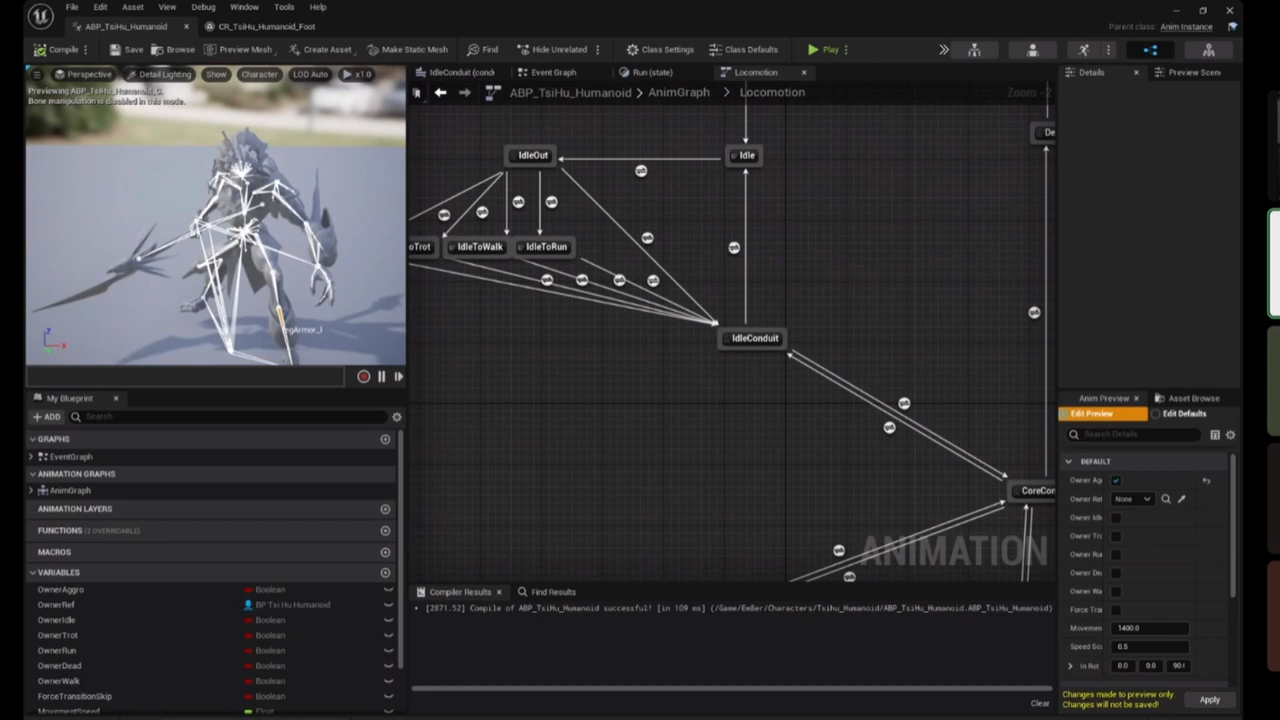 File Edit Asset View Debug Window Tools Help
ABP_TsiHu_Humanoid
CR_TsiHu_Humanoid_Foot
Parent class: Anim Instance
Compile
Save
Browse
Preview Mesh
Create Asset
Make Static Mesh
Find
Hide Unrelated
Class Settings
Class Defaults
Play
Perspective
Detail Lighting
Show
Character
LOD Auto
x1.0
Previewing ABP_TsiHu_Humanoid_C.
Bone manipulation is disabled in this mode.
egArmor_l
Z
X
IdleConduit (cond
Event Graph
Run (state)
Locomotion
ABP_TsiHu_Humanoid > AnimGraph > Locomotion
Zoom -2
IdleOut
Idle
De
oTrot
IdleToWalk
IdleToRun
IdleConduit
CoreCon
ANIMATION
Details
Preview Scen
My Blueprint
ADD
Search
GRAPHS
EventGraph
ANIMATION GRAPHS
AnimGraph
ANIMATION LAYERS
FUNCTIONS (2 OVERRIDABLE)
MACROS
VARIABLES
OwnerAggro Boolean
OwnerRef BP Tsi Hu Humanoid
OwnerIdle Boolean
OwnerTrot Boolean
OwnerRun Boolean
OwnerDead Boolean
OwnerWalk Boolean
ForceTransitionSkip Boolean
MovementSpeed Float
Compiler Results
Find Results
[2871.52] Compile of ABP_TsiHu_Humanoid successful! [in 109 ms] (/Game/Em8er/Characters/Tsihu_Humanoid/ABP_TsiHu_Humanoid.ABP_TsiHu_Humanoid)
Clear
Anim Preview
Asset Browse
Edit Preview
Edit Defaults
Search Details
DEFAULT
Owner Ag
Owner Ref None
Owner Idle
Owner Tro
Owner Ru
Owner De
Owner Wa
Force Tra
Movemen 1400.0
Speed Sca 0.5
In Rot 0.0 0.0 90.
Changes made to preview only.
Changes will not be saved!
Apply